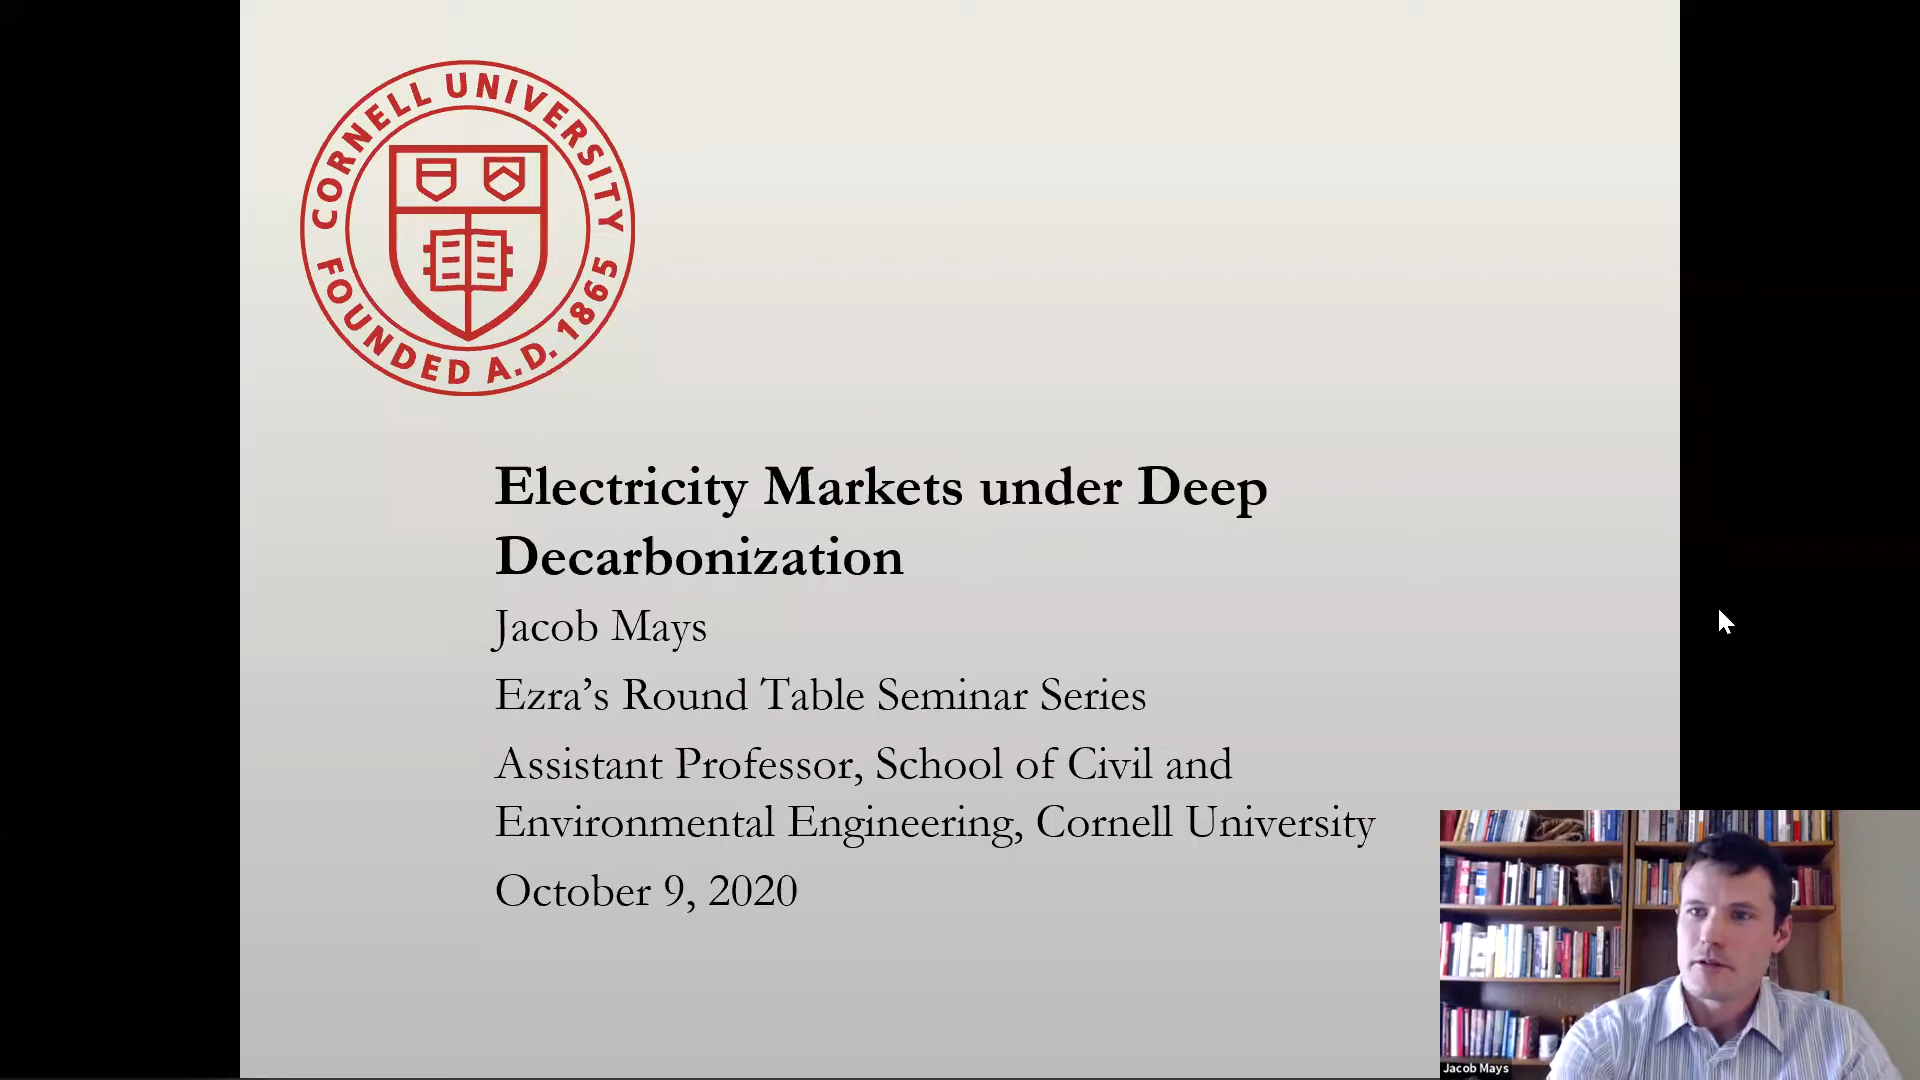 CORNELL UNIVERSITY
FOUNDED A.D. 1865
Electricity Markets under Deep
Decarbonization
Jacob Mays
Ezra’s Round Table Seminar Series
Assistant Professor, School of Civil and
Environmental Engineering, Cornell University
October 9, 2020
Jacob Mays